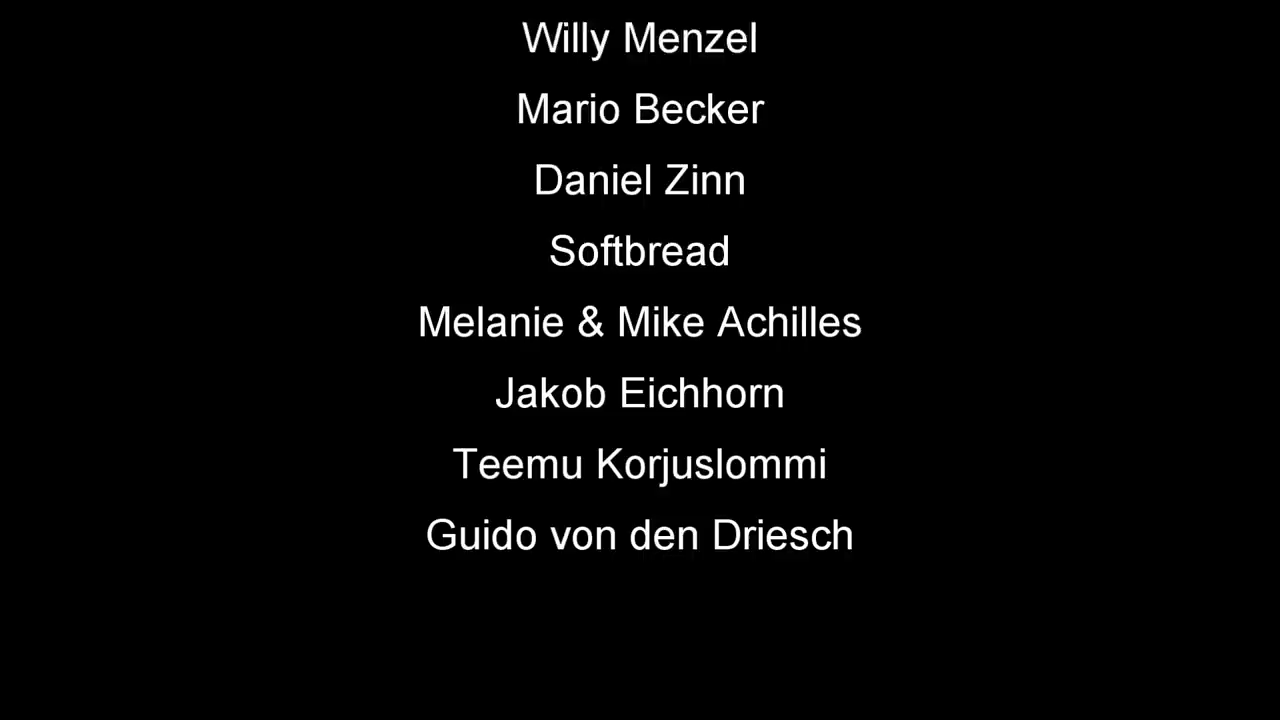 Willy Menzel
Mario Becker
Daniel Zinn
Softbread
Melanie & Mike Achilles
Jakob Eichhorn
Teemu Korjuslommi
Guido von den Driesch